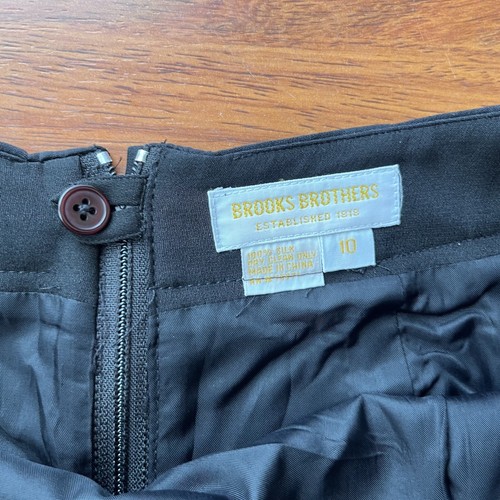 BROOKS BROTHERS
ESTABLISHED 1818
10
100% SILK
DRY CLEAN ONLY
MADE IN CHINA